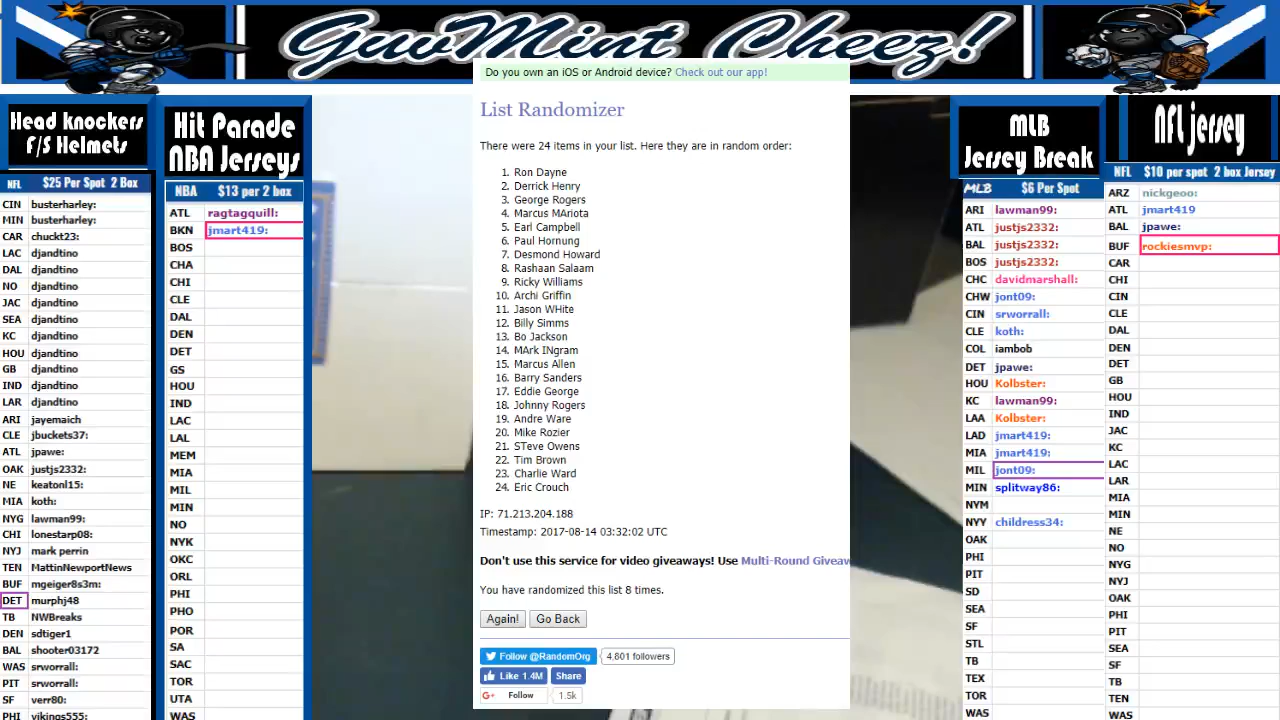 GuvMint Cheez!
Do you own an iOS or Android device? Check out our app!
List Randomizer
There were 24 items in your list. Here they are in random order:
1. Ron Dayne
2. Derrick Henry
3. George Rogers
4. Marcus MAriota
5. Earl Campbell
6. Paul Hornung
7. Desmond Howard
8. Rashaan Salaam
9. Ricky Williams
10. Archi Griffin
11. Jason WHite
12. Billy Simms
13. Bo Jackson
14. MArk INgram
15. Marcus Allen
16. Barry Sanders
17. Eddie George
18. Johnny Rogers
19. Andre Ware
20. Mike Rozier
21. STeve Owens
22. Tim Brown
23. Charlie Ward
24. Eric Crouch
IP: 71.213.204.188
Timestamp: 2017-08-14 03:32:02 UTC
Don't use this service for video giveaways! Use Multi-Round Giveaw
You have randomized this list 8 times.
Again! Go Back
Follow @RandomOrg 4,601 followers
Like 1.4M Share
G+ Follow 1.5k
Head knockers
F/S Helmets
NFL $25 Per Spot 2 Box
CIN busterharley:
MIN busterharley:
CAR chuckt23:
LAC djandtino
DAL djandtino
NO djandtino
JAC djandtino
SEA djandtino
KC djandtino
HOU djandtino
GB djandtino
IND djandtino
LAR djandtino
ARI jayemaich
CLE jbuckets37:
ATL jpawe:
OAK justjs2332:
NE keatonl15:
MIA koth:
NYG lawman99:
CHI lonestarp08:
NYJ mark perrin
TEN MattinNewportNews
BUF mgeiger8s3m:
DET murphj48
TB NWBreaks
DEN sdtiger1
BAL shooter03172
WAS srworrall:
PIT srworrall:
SF verr80:
PHI vikings555:
Hit Parade
NBA Jerseys
NBA $13 per 2 box
ATL ragtagquill:
BKN jmart419:
BOS
CHA
CHI
CLE
DAL
DEN
DET
GS
HOU
IND
LAC
LAL
MEM
MIA
MIL
MIN
NO
NYK
OKC
ORL
PHI
PHO
POR
SA
SAC
TOR
UTA
WAS
MLB
Jersey Break
MLB $6 Per Spot
ARI lawman99:
ATL justjs2332:
BAL justjs2332:
BOS justjs2332:
CHC davidmarshall:
CHW jont09:
CIN srworrall:
CLE koth:
COL iambob
DET jpawe:
HOU Kolbster:
KC lawman99:
LAA Kolbster:
LAD jmart419:
MIA jmart419:
MIL jont09:
MIN splitway86:
NYM
NYY childress34:
OAK
PHI
PIT
SD
SEA
SF
STL
TB
TEX
TOR
WAS
NFL jersey
NFL $10 per spot 2 box Jersey
ARZ nickgeoo:
ATL jmart419
BAL jpawe:
BUF rockiesmvp:
CAR
CHI
CIN
CLE
DAL
DEN
DET
GB
HOU
IND
JAC
KC
LAC
LAR
MIA
MIN
NE
NO
NYG
NYJ
OAK
PHI
PIT
SEA
SF
TB
TEN
WAS